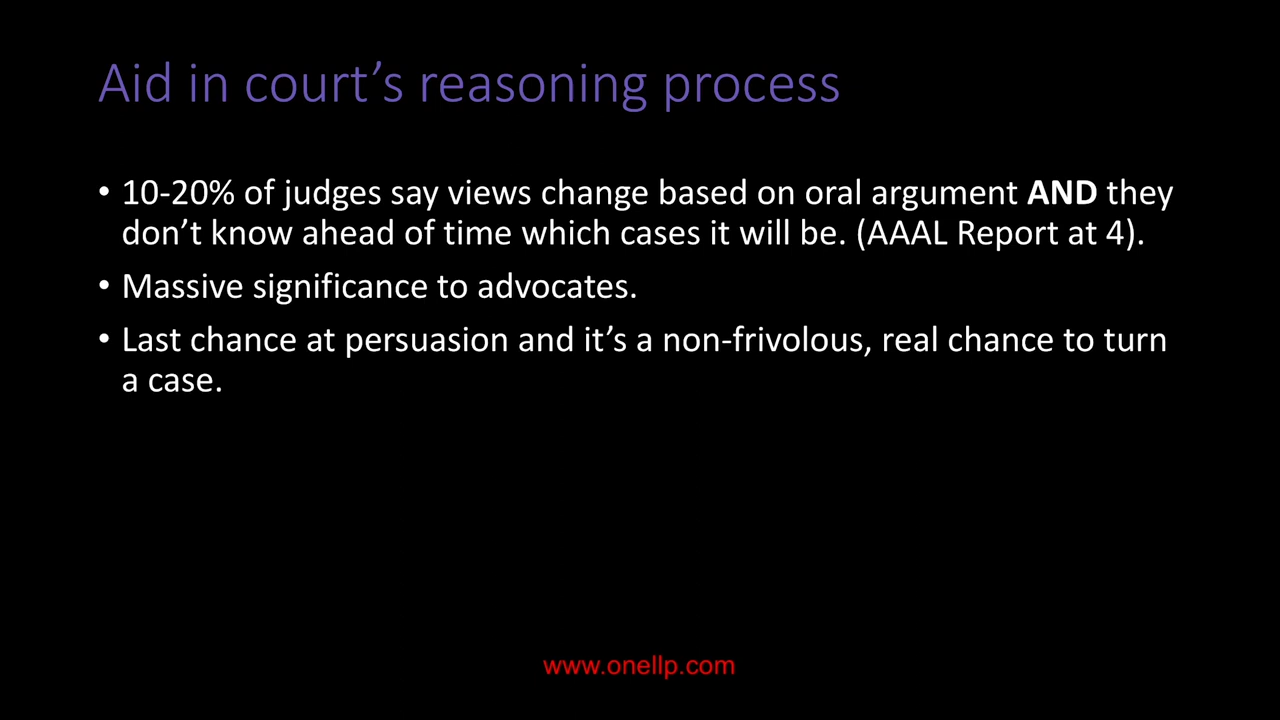 Aid in court’s reasoning process
• 10-20% of judges say views change based on oral argument AND they
don’t know ahead of time which cases it will be. (AAAL Report at 4).
• Massive significance to advocates.
• Last chance at persuasion and it’s a non-frivolous, real chance to turn
a case.
www.onellp.com